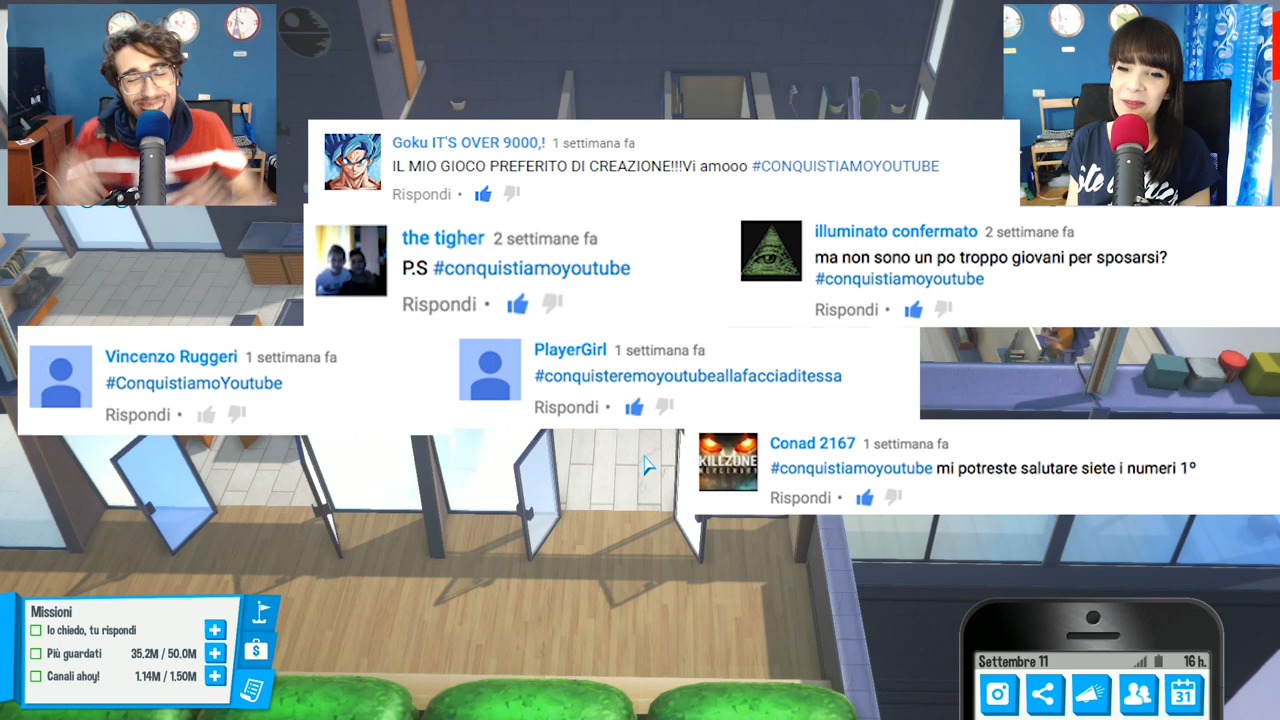 Goku IT'S OVER 9000,! 1 settimana fa
IL MIO GIOCO PREFERITO DI CREAZIONE!!!Vi amooo #CONQUISTIAMOYOUTUBE
Rispondi •
the tigher 2 settimane fa
P.S #conquistiamoyoutube
Rispondi •
illuminato confermato 2 settimane fa
ma non sono un po troppo giovani per sposarsi?
#conquistiamoyoutube
Rispondi •
Vincenzo Ruggeri 1 settimana fa
#ConquistiamoYoutube
Rispondi •
PlayerGirl 1 settimana fa
#conquisteremoyoutubeallafacciaditessa
Rispondi •
KILLZONE
MERCENARY
Conad 2167 1 settimana fa
#conquistiamoyoutube mi potreste salutare siete i numeri 1º
Rispondi •
Missioni
Io chiedo, tu rispondi
Più guardati 35.2M / 50.0M
Canali ahoy! 1.14M / 1.50M
Settembre 11 16 h.
31